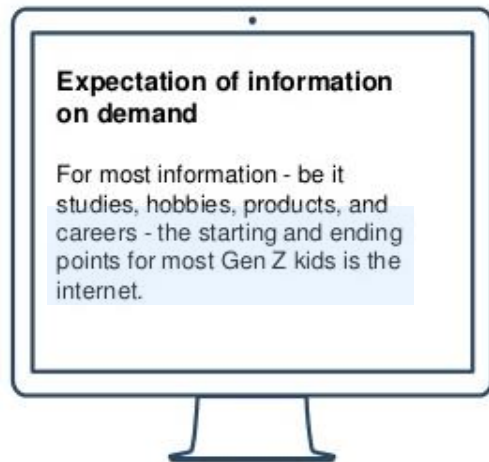 Expectation of information
on demand
For most information - be it
studies, hobbies, products, and
careers - the starting and ending
points for most Gen Z kids is the
internet.